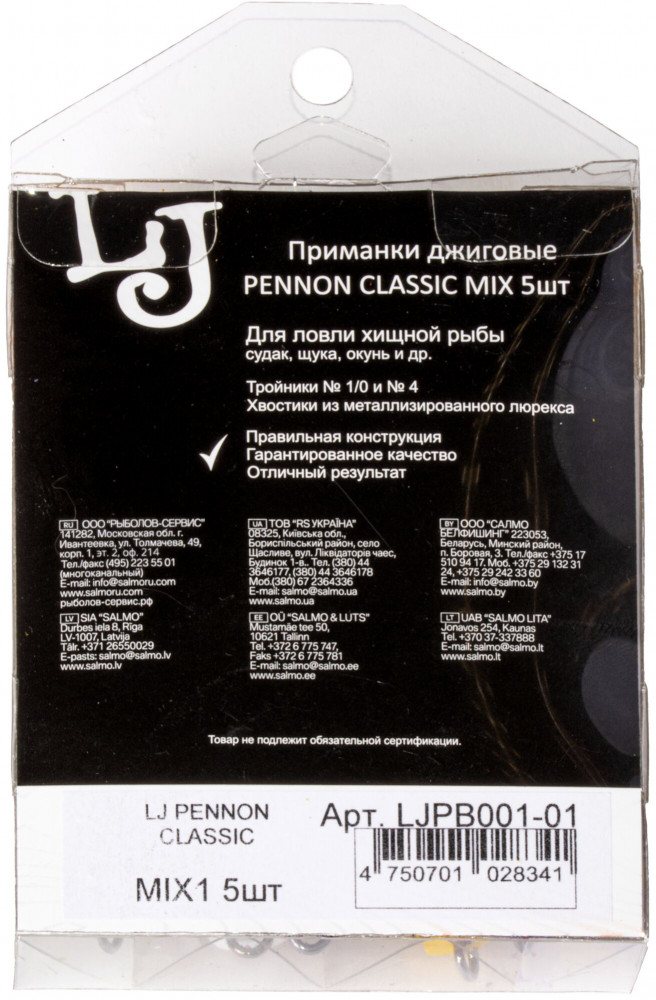 LJ
Приманки джиговые
PENNON CLASSIC MIX 5шт
Для ловли хищной рыбы
судак, щука, окунь и др.
Тройники № 1/0 и № 4
Хвостики из металлизированного люрекса
Правильная конструкция
Гарантированное качество
Отличный результат
RU ООО "РЫБОЛОВ-СЕРВИС"
141282, Московская обл. г.
Ивантеевка, ул. Толмачева, 49,
корп. 1, эт. 2, оф. 214
Тел./факс (495) 223 55 01
(многоканальный)
E-mail: info@salmoru.com
www.salmoru.com
рыболов-сервис.рф
UA ТОВ "RS УКРАЇНА"
08325, Київська обл.,
Бориспільський район, село
Щасливе, вул. Ліквідаторів чаес,
Будинок 1-в.. Тел. (380) 44
3646177, (380) 44 3646178
Моб.(380) 67 2364336
E-mail: salmo@salmo.ua
www.salmo.ua
BY ООО "САЛМО
БЕЛФИШИНГ" 223053,
Беларусь, Минский район,
п. Боровая, 3. Тел./факс +375 17
510 94 17. Моб. +375 29 132 31
24, +375 29 242 33 60
E-mail: info@salmo.by
www.salmo.by
LV SIA "SALMO"
Durbes iela 8, Rīga
LV-1007, Latvija
Tālr. +371 26550029
E-pasts: salmo@salmo.lv
www.salmo.lv
EE OÜ "SALMO & LUTS"
Mustamäe tee 50,
10621 Tallinn
Tel. +372 6 775 747,
Faks +372 6 775 781
E-mail: salmo@salmo.ee
www.salmo.ee
LT UAB "SALMO LITA"
Jonavos 254, Kaunas
Tel. +370 37-337888
E-mail: salmo@salmo.lt
www.salmo.lt
Товар не подлежит обязательной сертификации.
LJ PENNON
CLASSIC
MIX1 5шт
Арт. LJPB001-01
4 750701 028341